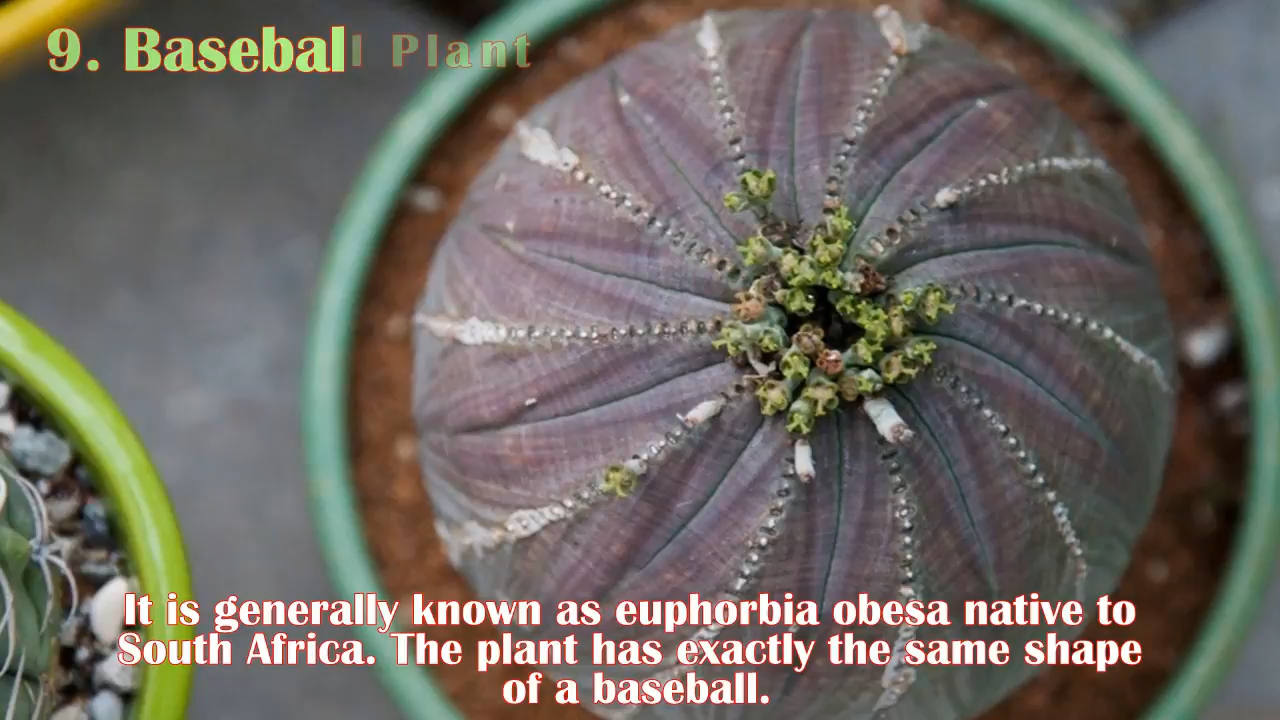 9. Baseball Plant
It is generally known as euphorbia obesa native to
South Africa. The plant has exactly the same shape
of a baseball.